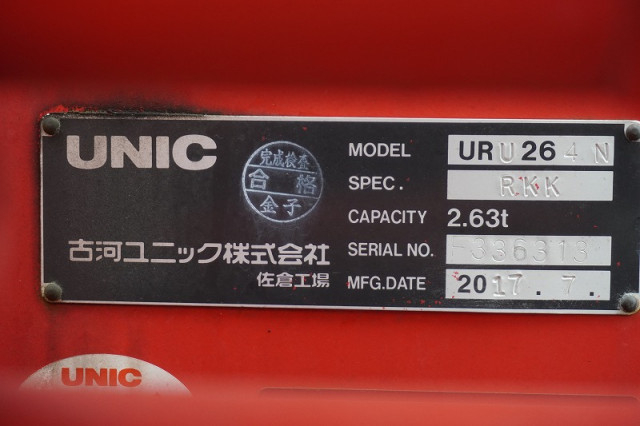 UNIC
完成検査
合格
金子
古河ユニック株式会社
佐倉工場
MODEL URU264N
SPEC. RKK
CAPACITY 2.63t
SERIAL NO. 336313
MFG.DATE 2017.7.
UNIC